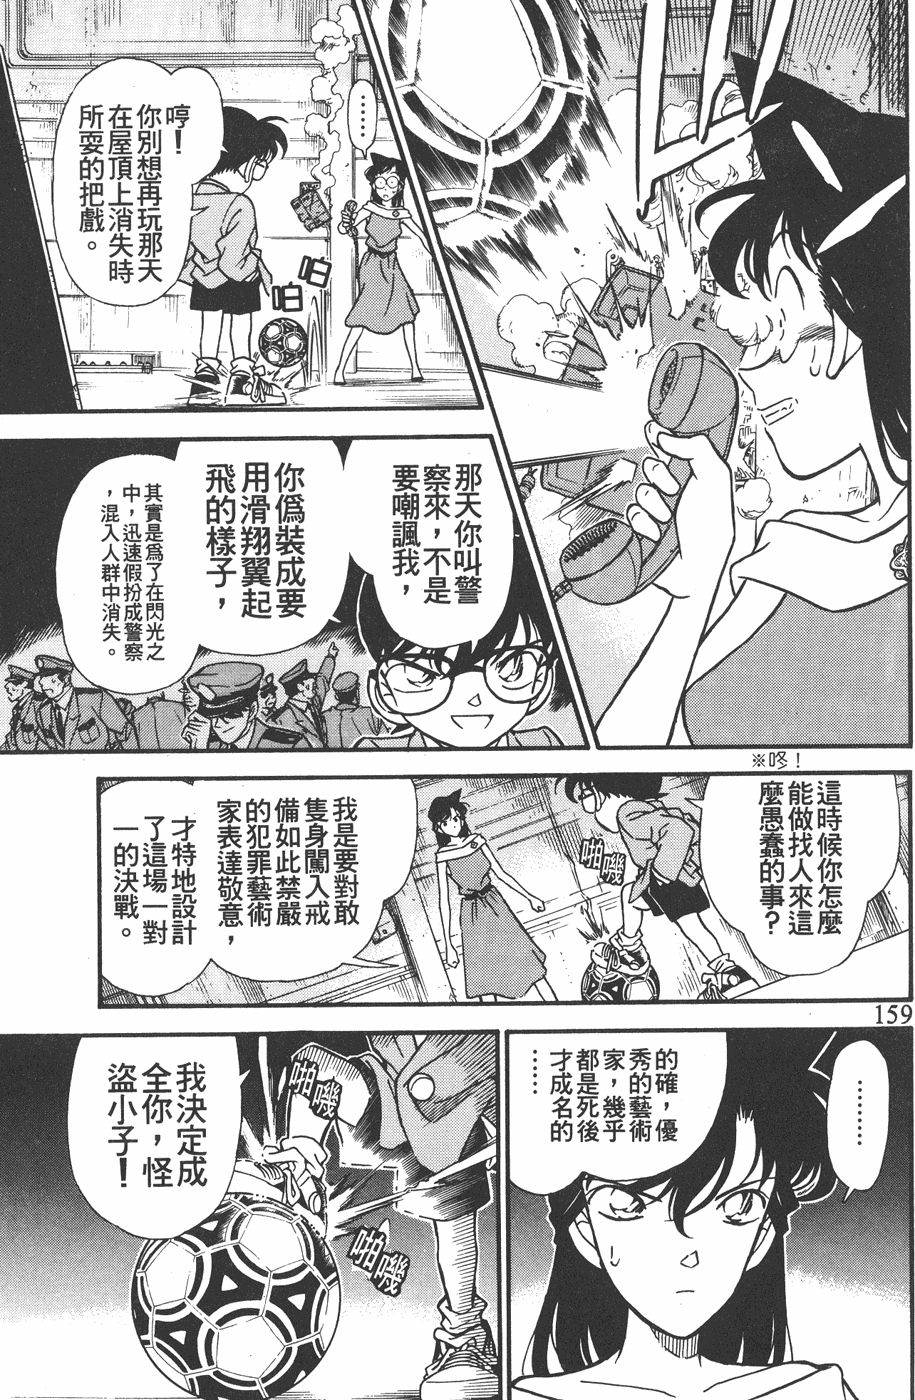 ……
哼！
你別想再玩那天
在屋頂上消失時
所耍的把戲。
咱
咱
※咚！
那天你叫警
察來，不是
要嘲諷我，
你偽裝成要
用滑翔翼起
飛的樣子，
其實是為了在閃光之
中，迅速假扮成警察
，混入人群中消失。
這時候你怎麼
能做找人來這
麼愚蠢的事？
啪嘰
我是要對敢
隻身闖入戒
備如此禁嚴
的犯罪藝術
家表達敬意，
才特地設計
了這場一對
一的決戰。
159
………
的確，優
秀的藝術
家，幾乎
都是死後
才成名的
……
啪嘰
啪嘰
我決定成
全你，怪
盜小子！